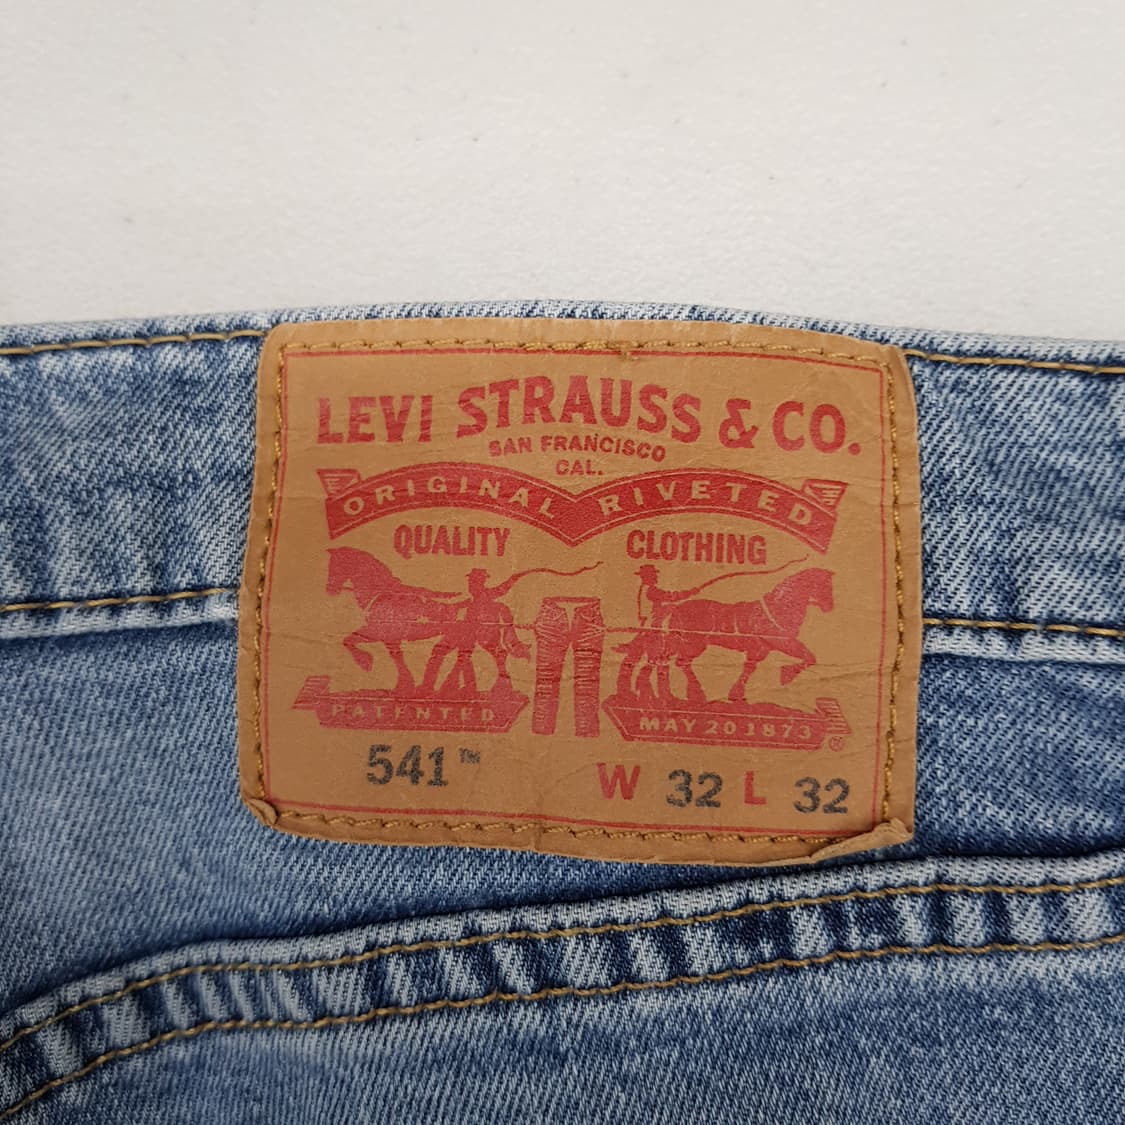 LEVI STRAUSS & CO.
SAN FRANCISCO
CAL.
ORIGINAL RIVETED
QUALITY CLOTHING
PATENTED MAY 20 1873 ®
541™ W 32 L 32